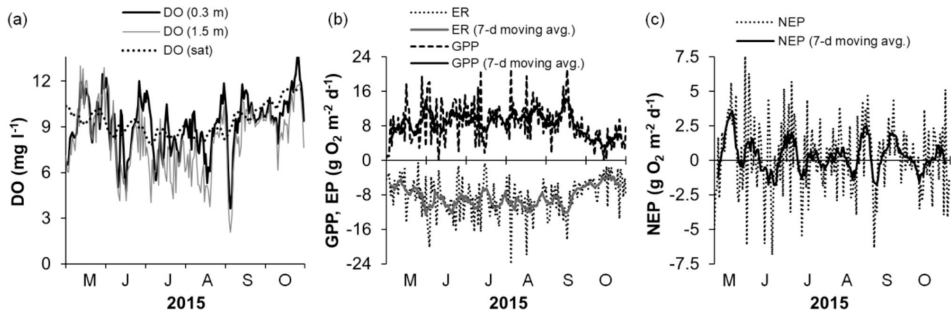 (a)
DO (0.3 m)
DO (1.5 m)
DO (sat)
DO (mg l⁻¹)
12
9
6
3
0
M J J A S O
2015
(b)
ER
ER (7-d moving avg.)
GPP
GPP (7-d moving avg.)
GPP, EP (g O₂ m⁻² d⁻¹)
24
16
8
0
-8
-16
-24
M J J A S O
2015
(c)
NEP
NEP (7-d moving avg.)
NEP (g O₂ m⁻² d⁻¹)
7.5
5
2.5
0
-2.5
-5
-7.5
M J J A S O
2015